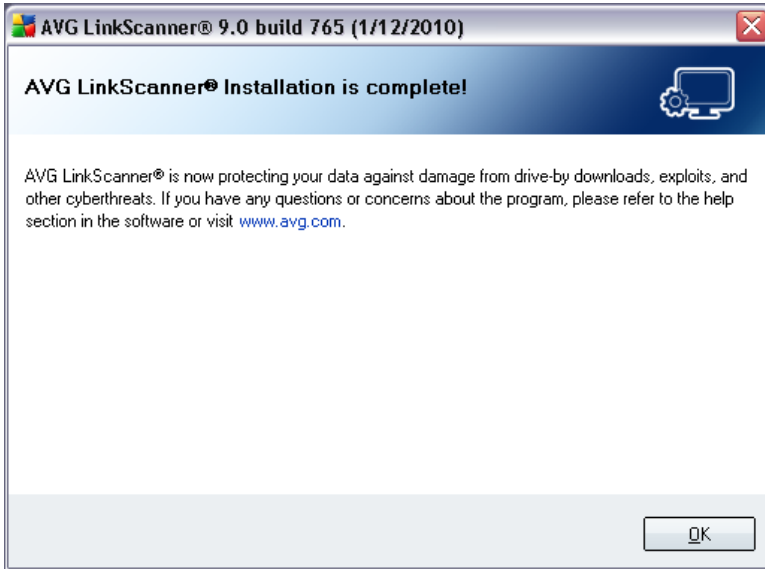 AVG LinkScanner® 9.0 build 765 (1/12/2010)
AVG LinkScanner® Installation is complete!
AVG LinkScanner® is now protecting your data against damage from drive-by downloads, exploits, and
other cyberthreats. If you have any questions or concerns about the program, please refer to the help
section in the software or visit www.avg.com.
OK